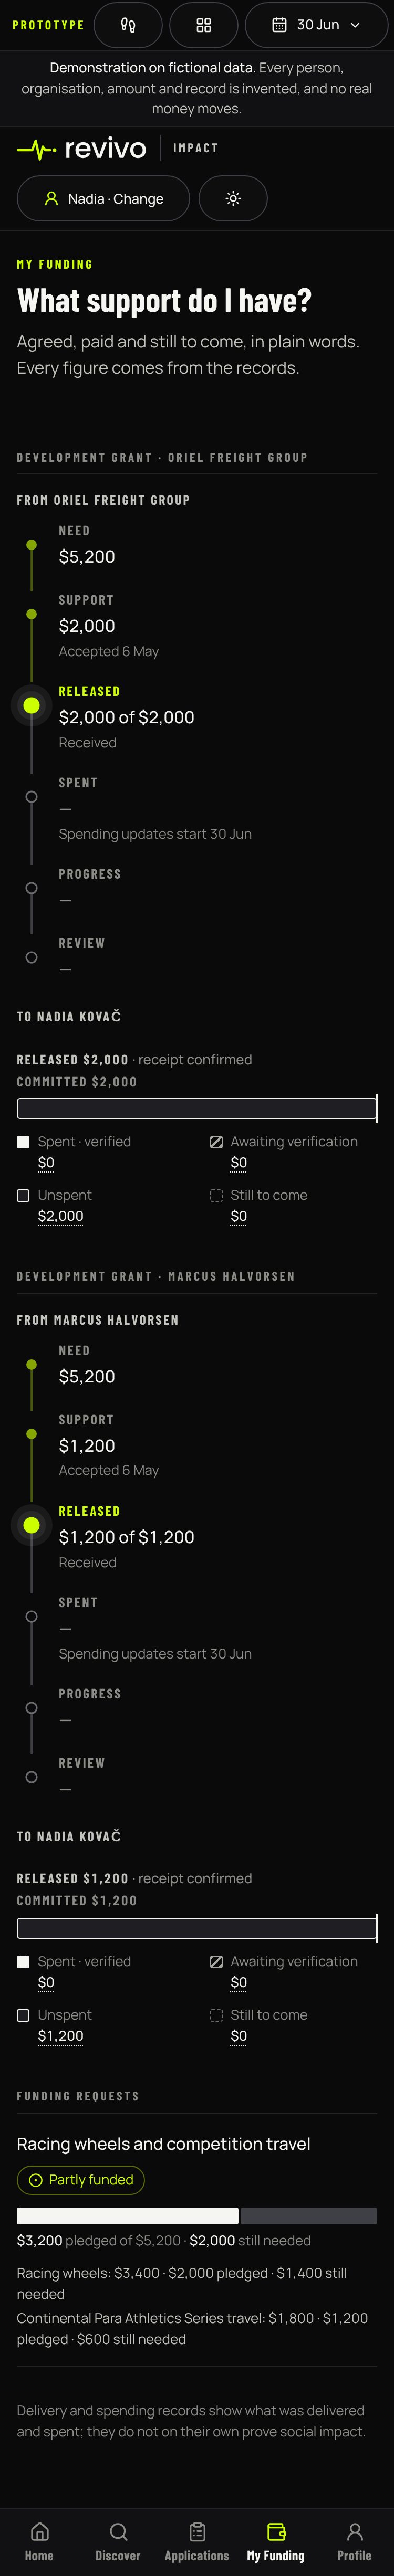 PROTOTYPE
30 Jun
Demonstration on fictional data. Every person,
organisation, amount and record is invented, and no real
money moves.
revivo
IMPACT
Nadia · Change
MY FUNDING
What support do I have?
Agreed, paid and still to come, in plain words.
Every figure comes from the records.
DEVELOPMENT GRANT · ORIEL FREIGHT GROUP
FROM ORIEL FREIGHT GROUP
NEED
$5,200
SUPPORT
$2,000
Accepted 6 May
RELEASED
$2,000 of $2,000
Received
SPENT
—
Spending updates start 30 Jun
PROGRESS
—
REVIEW
—
TO NADIA KOVAČ
RELEASED $2,000 · receipt confirmed
COMMITTED $2,000
Spent · verified
$0
Awaiting verification
$0
Unspent
$2,000
Still to come
$0
DEVELOPMENT GRANT · MARCUS HALVORSEN
FROM MARCUS HALVORSEN
NEED
$5,200
SUPPORT
$1,200
Accepted 6 May
RELEASED
$1,200 of $1,200
Received
SPENT
—
Spending updates start 30 Jun
PROGRESS
—
REVIEW
—
TO NADIA KOVAČ
RELEASED $1,200 · receipt confirmed
COMMITTED $1,200
Spent · verified
$0
Awaiting verification
$0
Unspent
$1,200
Still to come
$0
FUNDING REQUESTS
Racing wheels and competition travel
Partly funded
$3,200 pledged of $5,200 · $2,000 still needed
Racing wheels: $3,400 · $2,000 pledged · $1,400 still
needed
Continental Para Athletics Series travel: $1,800 · $1,200
pledged · $600 still needed
Delivery and spending records show what was delivered
and spent; they do not on their own prove social impact.
Home
Discover
Applications
My Funding
Profile